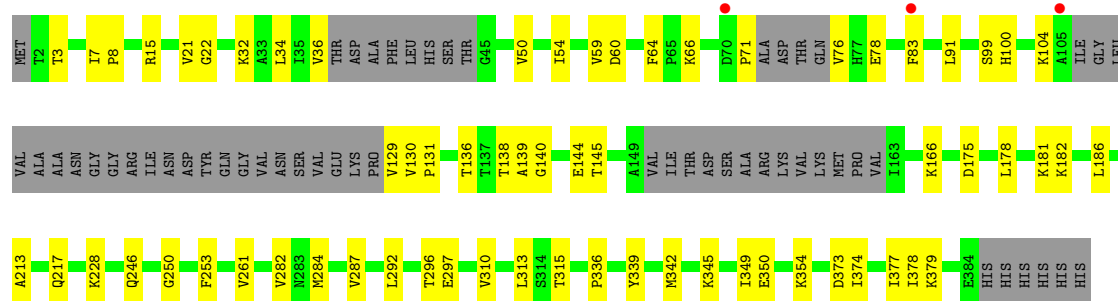 MET T2 T3 I7 P8 R15 V21 G22 K32 A33 L34 I35 V36 THR ASP ALA PHE LEU HIS SER THR G45 V50 I54 V59 D60 F64 P65 K66 D70 P71 ALA ASP THR GLN V76 H77 E78 F83 L91 S99 H100 K104 A105 ILE GLY LEU
VAL ALA ALA ASN GLY GLY ARG ILE ASN ASP TYR GLN GLY VAL ASN SER VAL GLU LYS PRO V129 V130 P131 T136 T137 T138 A139 G140 E144 T145 A149 VAL ILE THR ASP SER ALA ARG LYS VAL LYS MET PRO VAL I163 K166 D175 L178 K181 K182 L186
A213 Q217 K228 Q246 G250 F253 V261 V282 N283 M284 V287 L292 T296 E297 V310 L313 S314 T315 P336 Y339 M342 K345 I349 E350 K354 D373 I374 I377 I378 K379 E384 HIS HIS HIS HIS HIS HIS